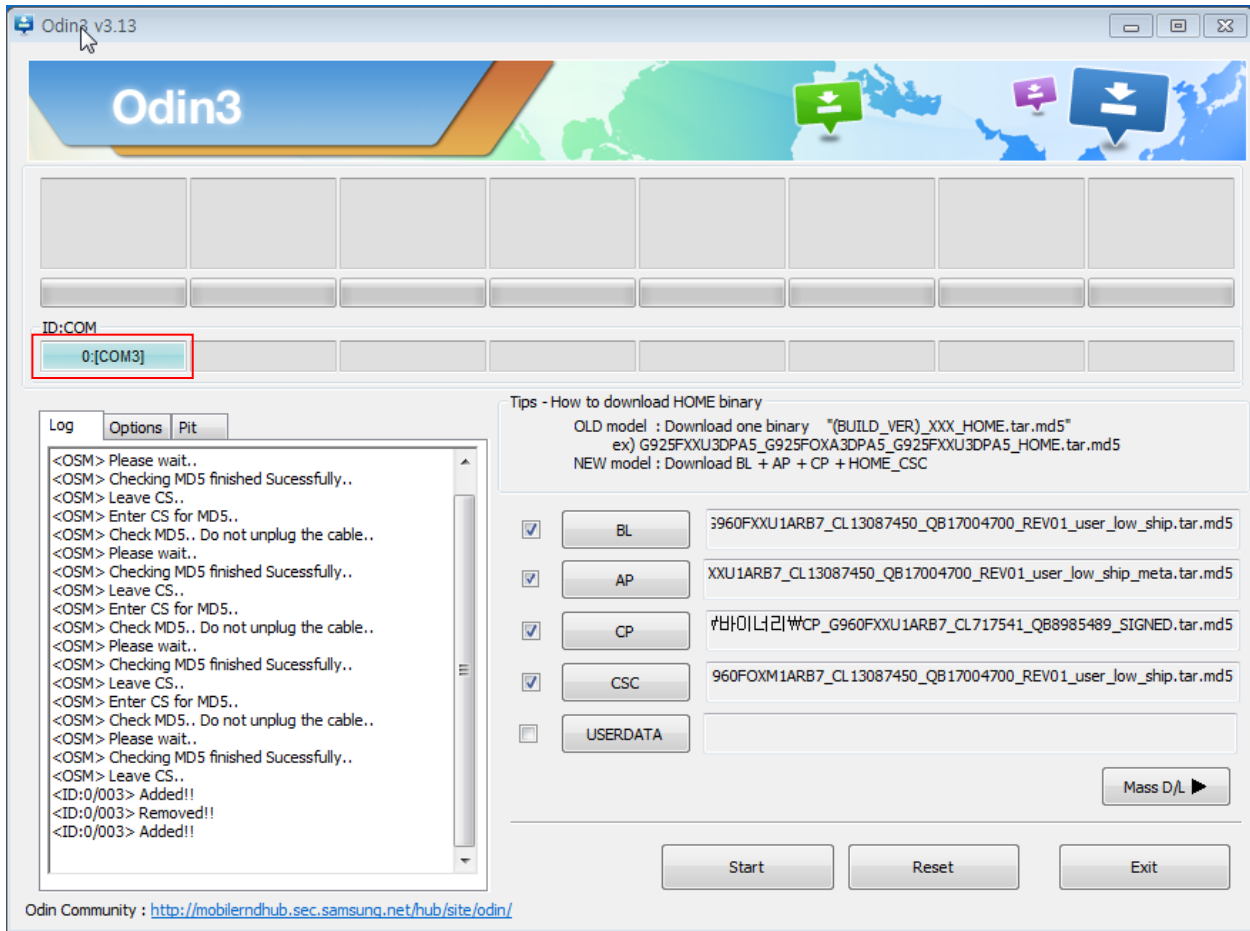 Odin3 v3.13
Odin3
ID:COM
0:[COM3]
Log
Options
Pit
<OSM> Please wait..
<OSM> Checking MD5 finished Sucessfully..
<OSM> Leave CS..
<OSM> Enter CS for MD5..
<OSM> Check MD5.. Do not unplug the cable..
<OSM> Please wait..
<OSM> Checking MD5 finished Sucessfully..
<OSM> Leave CS..
<OSM> Enter CS for MD5..
<OSM> Check MD5.. Do not unplug the cable..
<OSM> Please wait..
<OSM> Checking MD5 finished Sucessfully..
<OSM> Leave CS..
<OSM> Enter CS for MD5..
<OSM> Check MD5.. Do not unplug the cable..
<OSM> Please wait..
<OSM> Checking MD5 finished Sucessfully..
<OSM> Leave CS..
<ID:0/003> Added!!
<ID:0/003> Removed!!
<ID:0/003> Added!!
Tips - How to download HOME binary
OLD model : Download one binary "(BUILD_VER)_XXX_HOME.tar.md5"
ex) G925FXXU3DPA5_G925FOXA3DPA5_G925FXXU3DPA5_HOME.tar.md5
NEW model : Download BL + AP + CP + HOME_CSC
BL
G960FXXU1ARB7_CL13087450_QB17004700_REV01_user_low_ship.tar.md5
AP
XXU1ARB7_CL13087450_QB17004700_REV01_user_low_ship_meta.tar.md5
CP
바이너리₩CP_G960FXXU1ARB7_CL717541_QB8985489_SIGNED.tar.md5
CSC
960FOXM1ARB7_CL13087450_QB17004700_REV01_user_low_ship.tar.md5
USERDATA
Mass D/L
Start
Reset
Exit
Odin Community : http://mobilerndhub.sec.samsung.net/hub/site/odin/